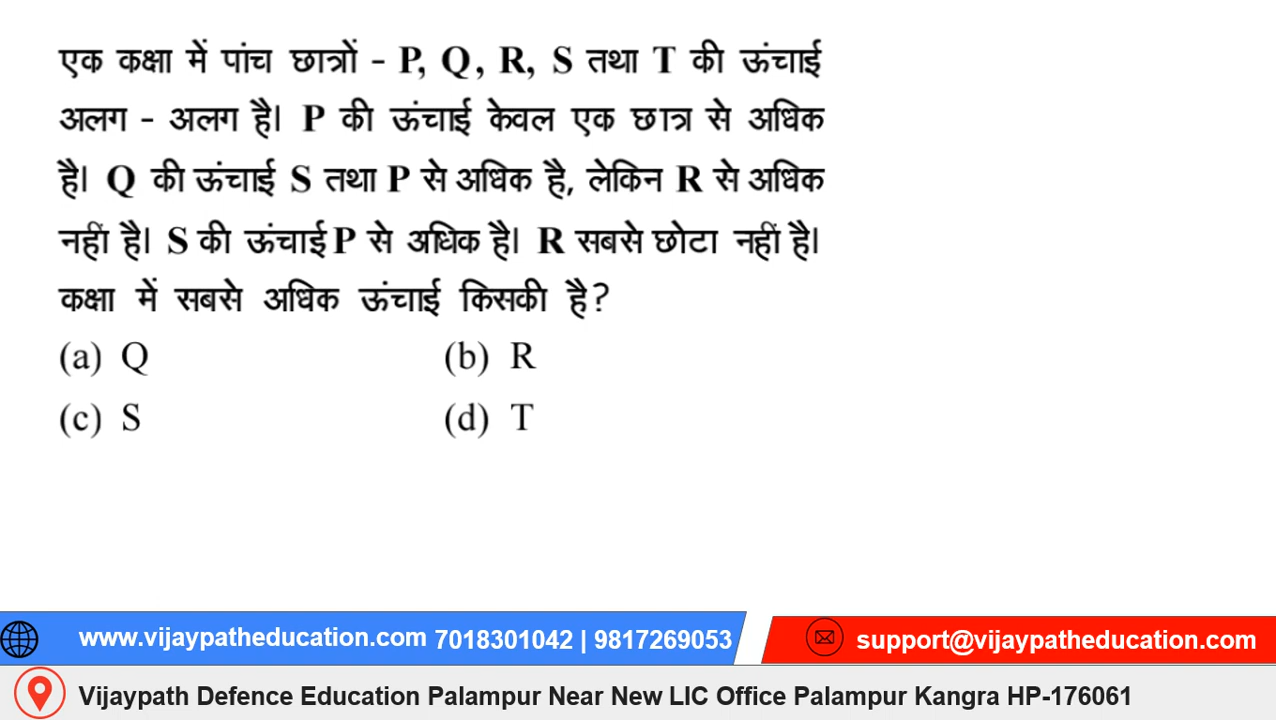 एक कक्षा में पांच छात्रों - P, Q, R, S तथा T की ऊंचाई
अलग - अलग है। P की ऊंचाई केवल एक छात्र से अधिक
है। Q की ऊंचाई S तथा P से अधिक है, लेकिन R से अधिक
नहीं है। S की ऊंचाई P से अधिक है। R सबसे छोटा नहीं है।
कक्षा में सबसे अधिक ऊंचाई किसकी है?
(a) Q (b) R
(c) S (d) T
www.vijaypatheducation.com 7018301042 | 9817269053 support@vijaypatheducation.com
Vijaypath Defence Education Palampur Near New LIC Office Palampur Kangra HP-176061